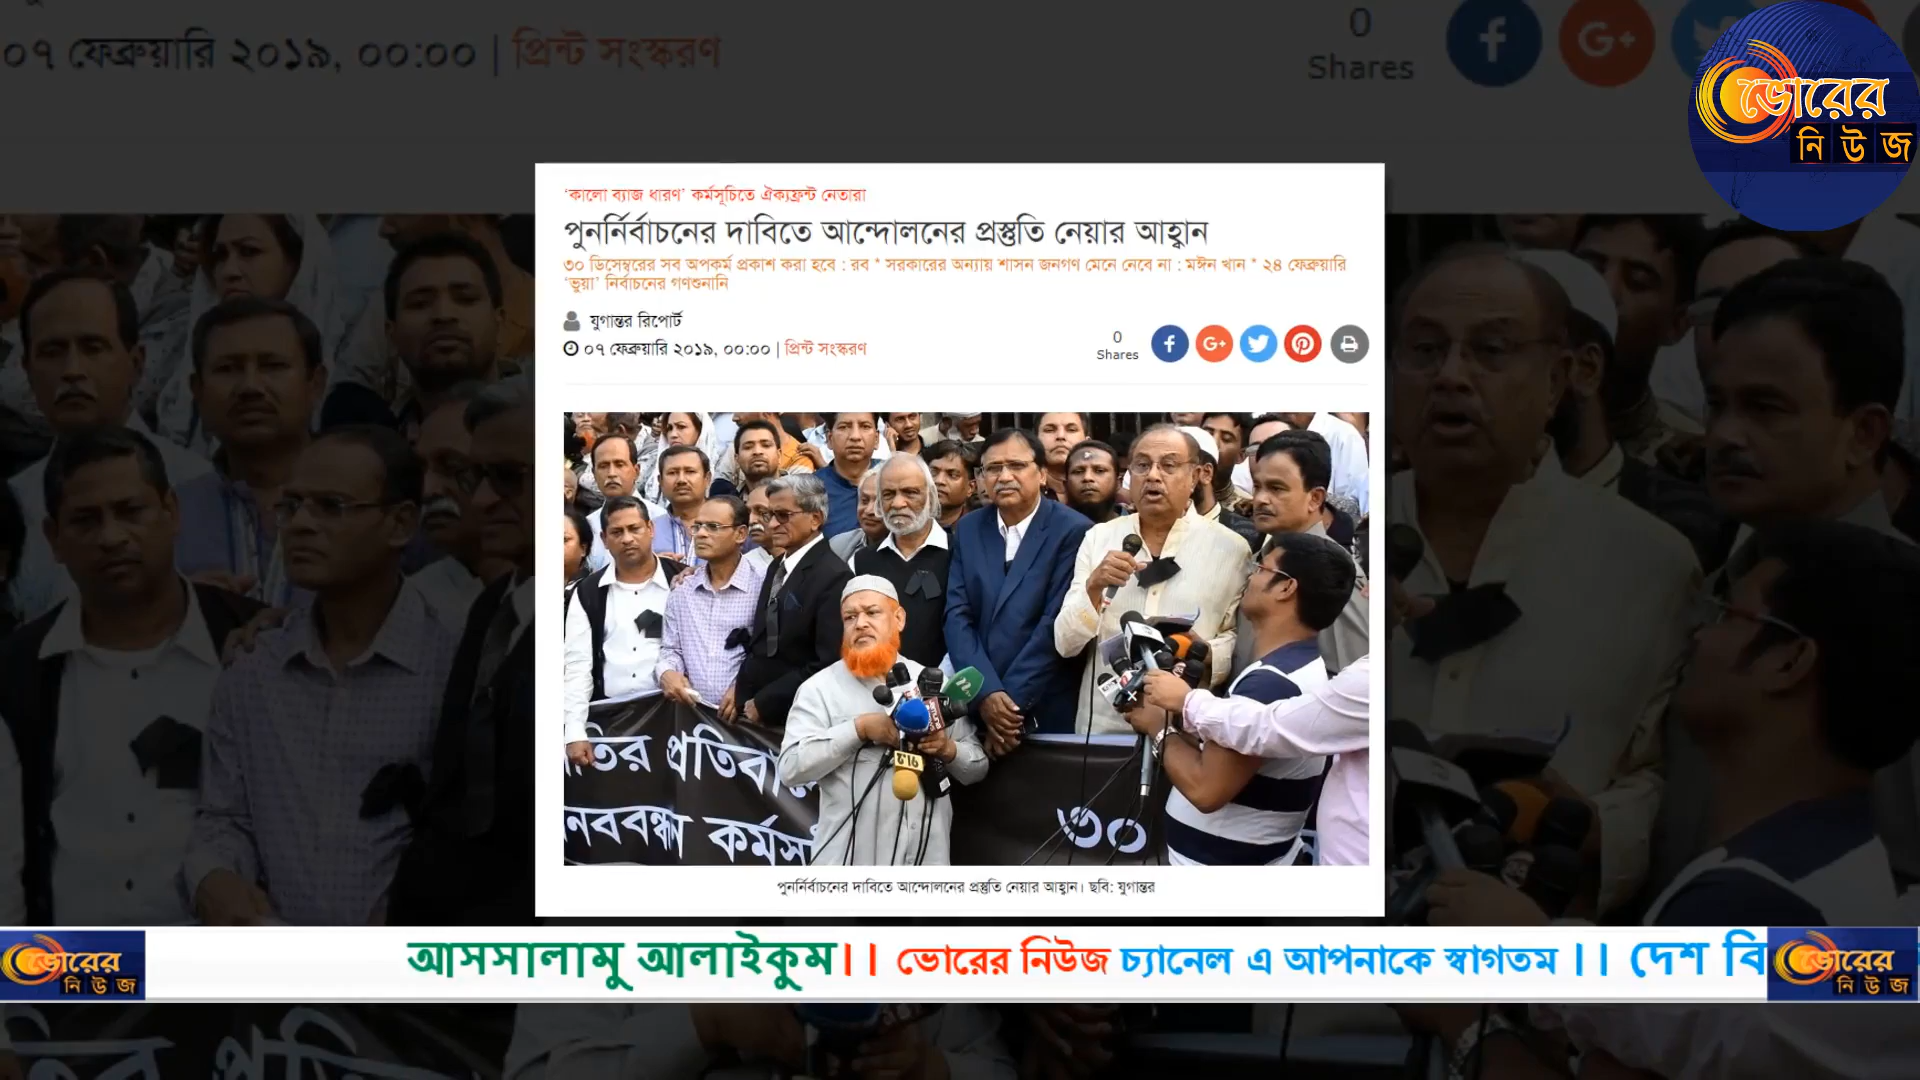 ০৭ ফেব্রুয়ারি ২০১৯, ০০:০০ | প্রিন্ট সংস্করণ
0
Shares
ভোরের
নিউজ
‘কালো ব্যাজ ধারণ’ কর্মসূচিতে ঐক্যফ্রন্ট নেতারা
পুনর্নির্বাচনের দাবিতে আন্দোলনের প্রস্তুতি নেয়ার আহ্বান
৩০ ডিসেম্বরের সব অপকর্ম প্রকাশ করা হবে : রব * সরকারের অন্যায় শাসন জনগণ মেনে নেবে না : মঈন খান * ২৪ ফেব্রুয়ারি
‘ভুয়া’ নির্বাচনের গণশুনানি
যুগান্তর রিপোর্ট
০৭ ফেব্রুয়ারি ২০১৯, ০০:০০ | প্রিন্ট সংস্করণ
0
Shares
তির প্রতিবা
নববন্ধন কর্মস
৩০
পুনর্নির্বাচনের দাবিতে আন্দোলনের প্রস্তুতি নেয়ার আহ্বান। ছবি: যুগান্তর
ভোরের
নিউজ
আসসালামু আলাইকুম।। ভোরের নিউজ চ্যানেল এ আপনাকে স্বাগতম ।। দেশ বি
ভোরের
নিউজ